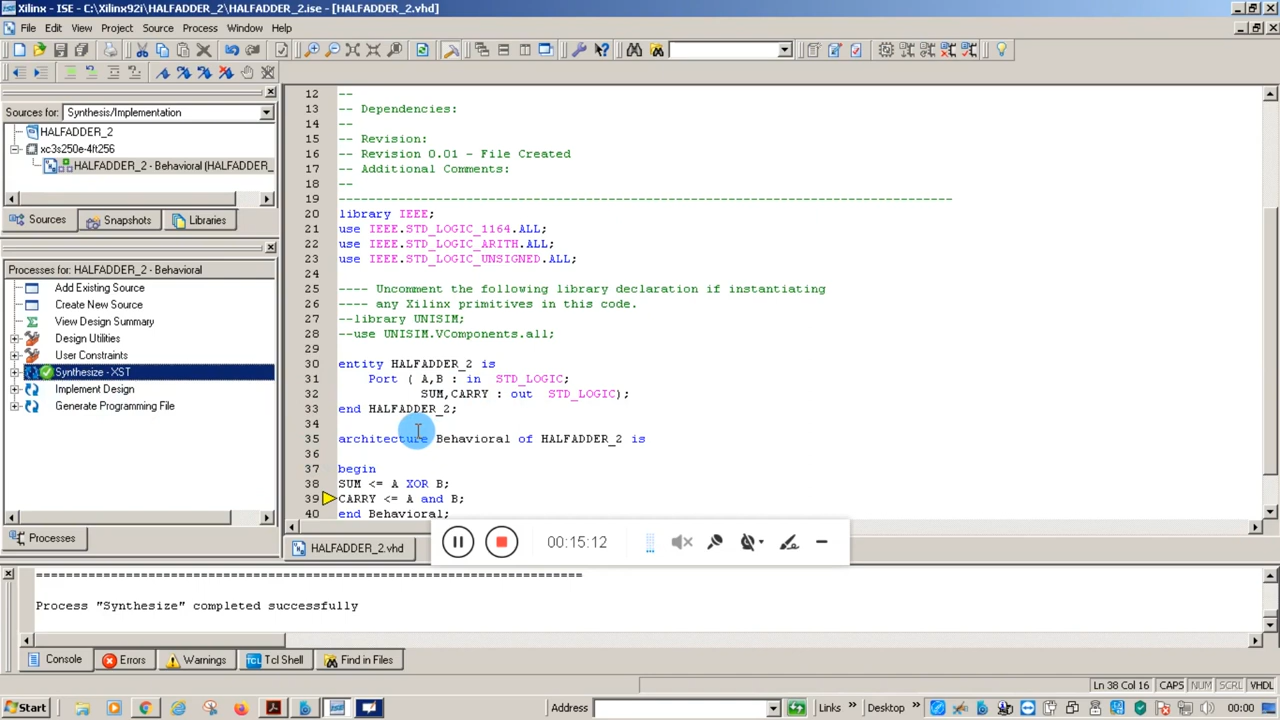 Xilinx - ISE - C:\Xilinx92i\HALFADDER_2\HALFADDER_2.ise - [HALFADDER_2.vhd]
File Edit View Project Source Process Window Help
Sources for: Synthesis/Implementation
HALFADDER_2
xc3s250e-4ft256
HALFADDER_2 - Behavioral (HALFADDER_
Sources Snapshots Libraries
Processes for: HALFADDER_2 - Behavioral
Add Existing Source
Create New Source
View Design Summary
Design Utilities
User Constraints
Synthesize - XST
Implement Design
Generate Programming File
Processes
12 --
13 -- Dependencies:
14 --
15 -- Revision:
16 -- Revision 0.01 - File Created
17 -- Additional Comments:
18 --
19 ----------------------------------------------------------------------------------
20 library IEEE;
21 use IEEE.STD_LOGIC_1164.ALL;
22 use IEEE.STD_LOGIC_ARITH.ALL;
23 use IEEE.STD_LOGIC_UNSIGNED.ALL;
24
25 ---- Uncomment the following library declaration if instantiating
26 ---- any Xilinx primitives in this code.
27 --library UNISIM;
28 --use UNISIM.VComponents.all;
29
30 entity HALFADDER_2 is
31 Port ( A,B : in STD_LOGIC;
32 SUM,CARRY : out STD_LOGIC);
33 end HALFADDER_2;
34
35 architecture Behavioral of HALFADDER_2 is
36
37 begin
38 SUM <= A XOR B;
39 CARRY <= A and B;
40 end Behavioral;
HALFADDER_2.vhd
00:15:12
=======================================================================
Process "Synthesize" completed successfully
Console Errors Warnings TCL Tcl Shell Find in Files
Ln 38 Col 16 CAPS NUM SCRL VHDL
Start Address Links » Desktop » 00:00